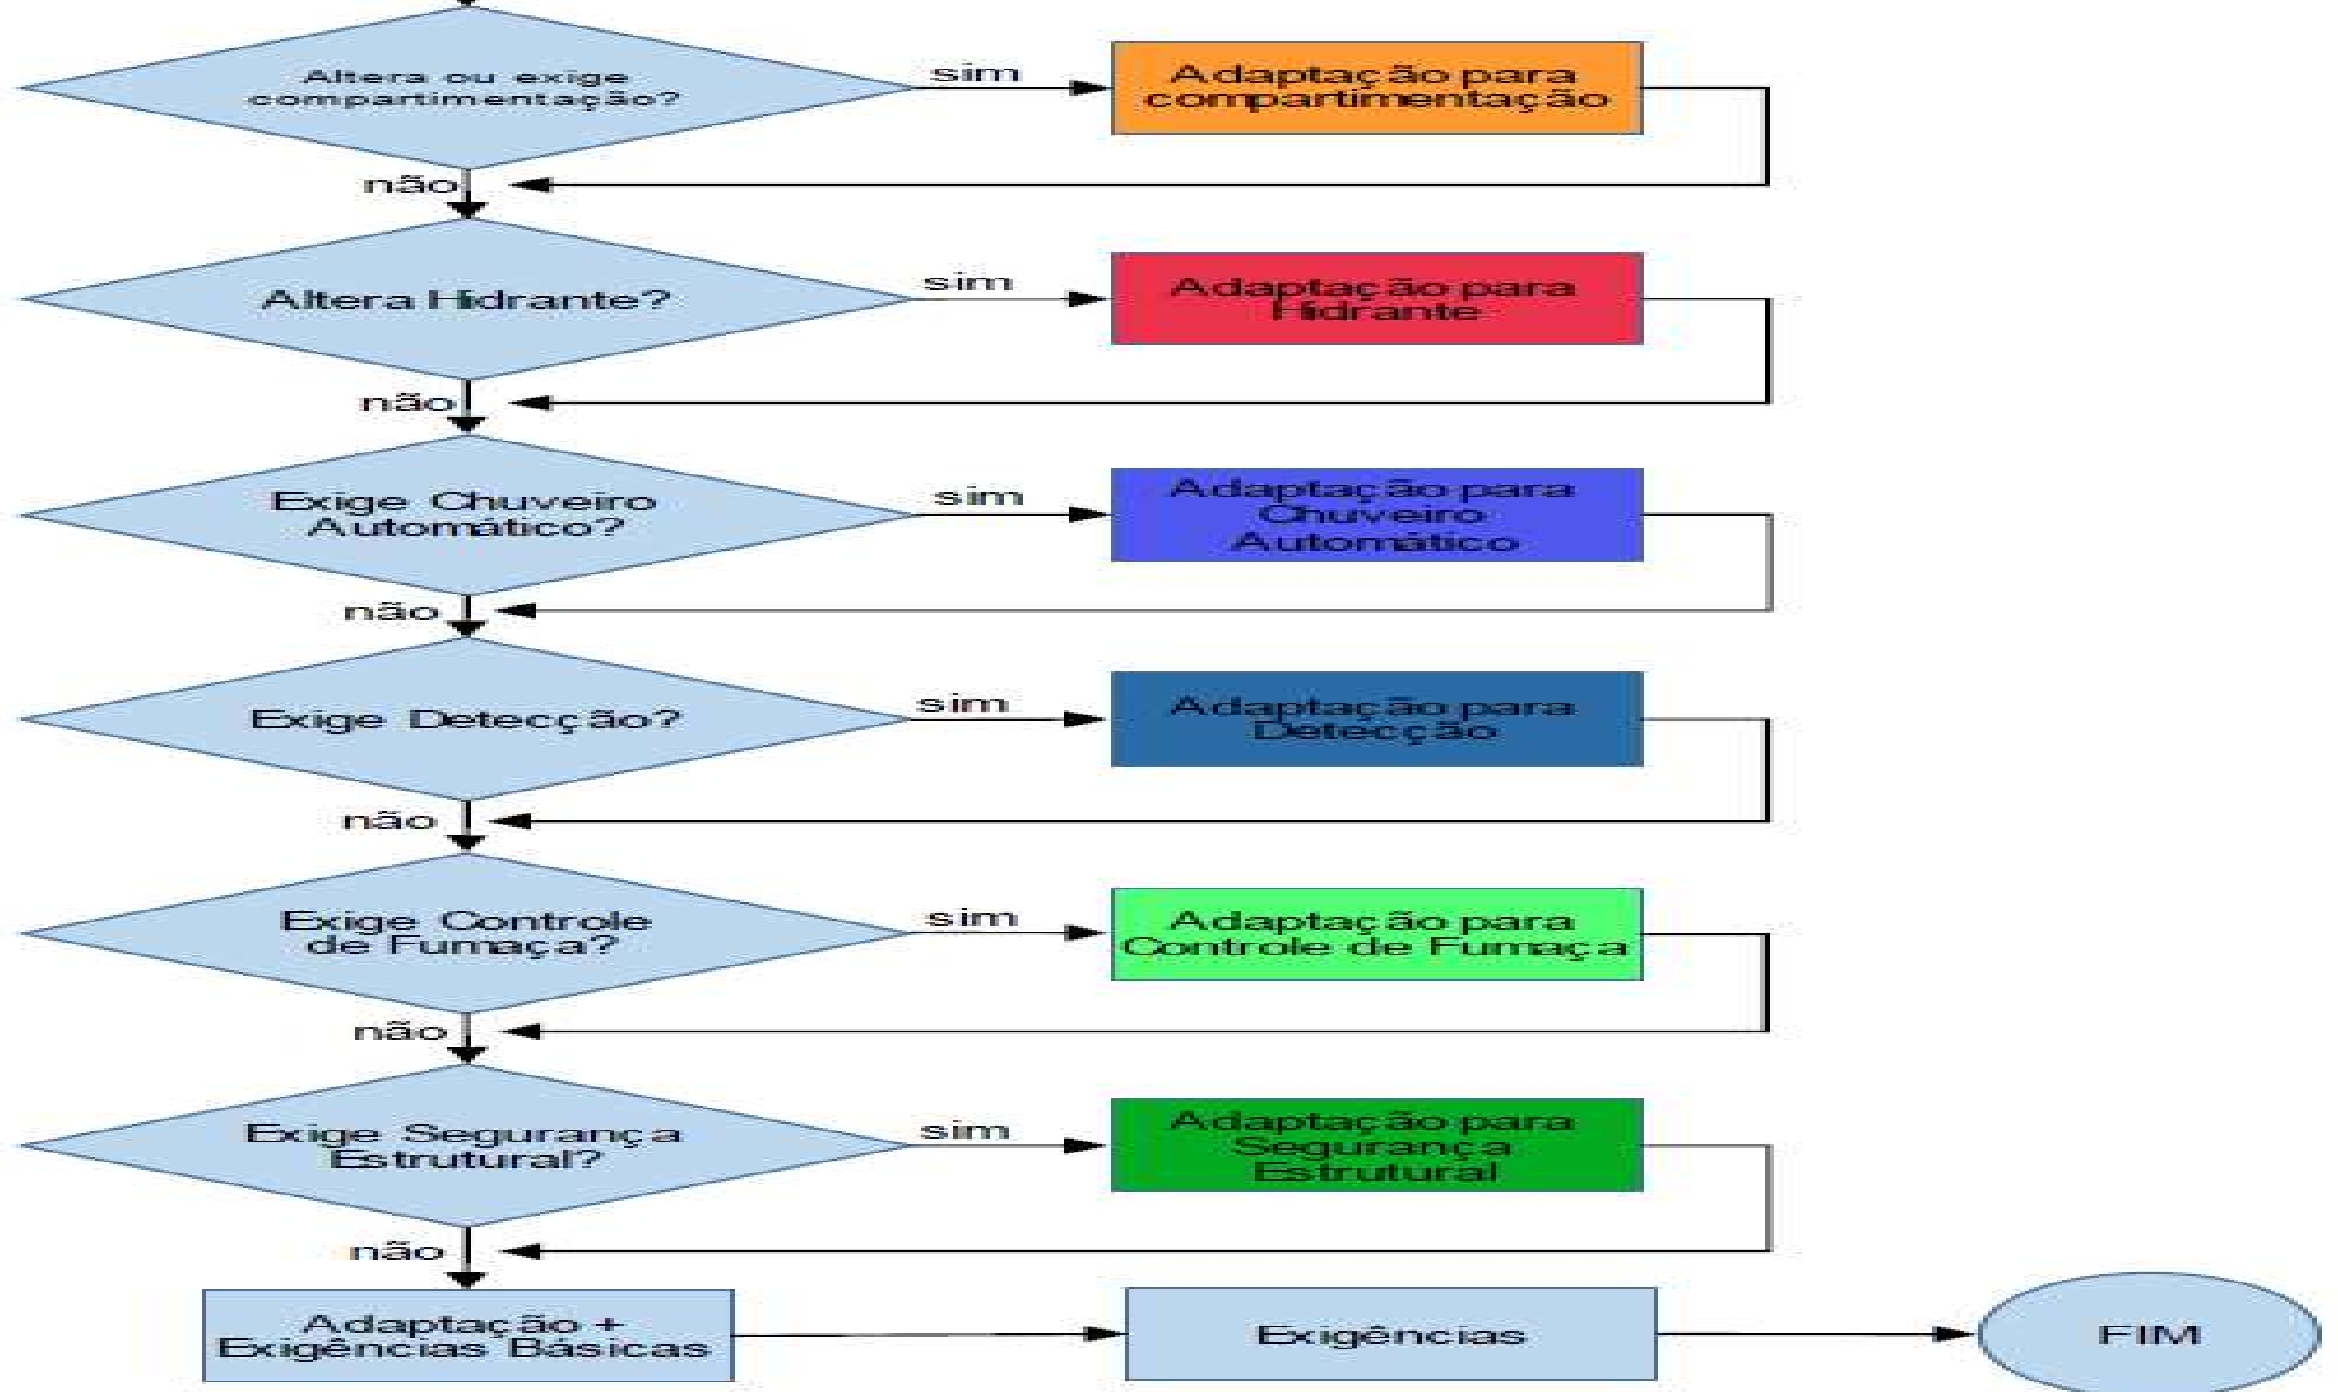 Altera ou exige
compartimentação?
sim
Adaptação para
compartimentação
não
Altera Hidrante?
sim
Adaptação para
Hidrante
não
Exige Chuveiro
Automático?
sim
Adaptação para
Chuveiro
Automático
não
Exige Detecção?
sim
Adaptação para
Detecção
não
Exige Controle
de Fumaça?
sim
Adaptação para
Controle de Fumaça
não
Exige Segurança
Estrutural?
sim
Adaptação para
Segurança
Estrutural
não
Adaptação +
Exigências Básicas
Exigências
FIM